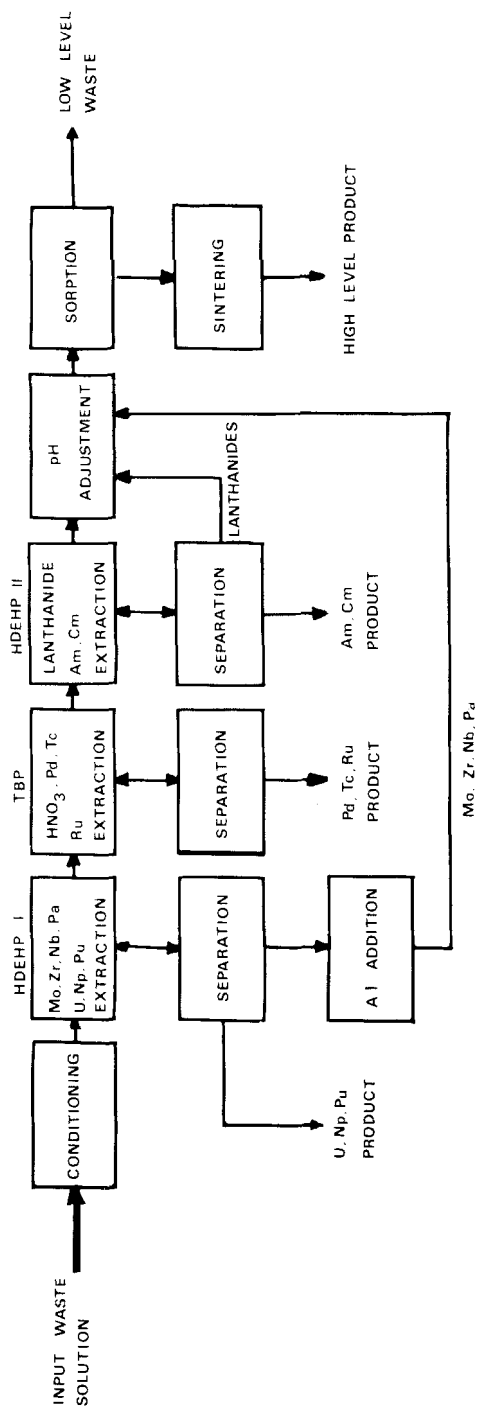 INPUT WASTE
SOLUTION
CONDITIONING
HDEHP I
Mo.Zr.Nb.Pa
U.Np.Pu
EXTRACTION
SEPARATION
U.Np.Pu
PRODUCT
Al ADDITION
TBP
HNO3.Pd.Tc
Ru
EXTRACTION
SEPARATION
Pd.Tc.Ru
PRODUCT
HDEHP II
LANTHANIDE
Am.Cm
EXTRACTION
SEPARATION
Am.Cm
PRODUCT
LANTHANIDES
Mo.Zr.Nb.Pa
pH
ADJUSTMENT
SORPTION
LOW LEVEL
WASTE
SINTERING
HIGH LEVEL PRODUCT